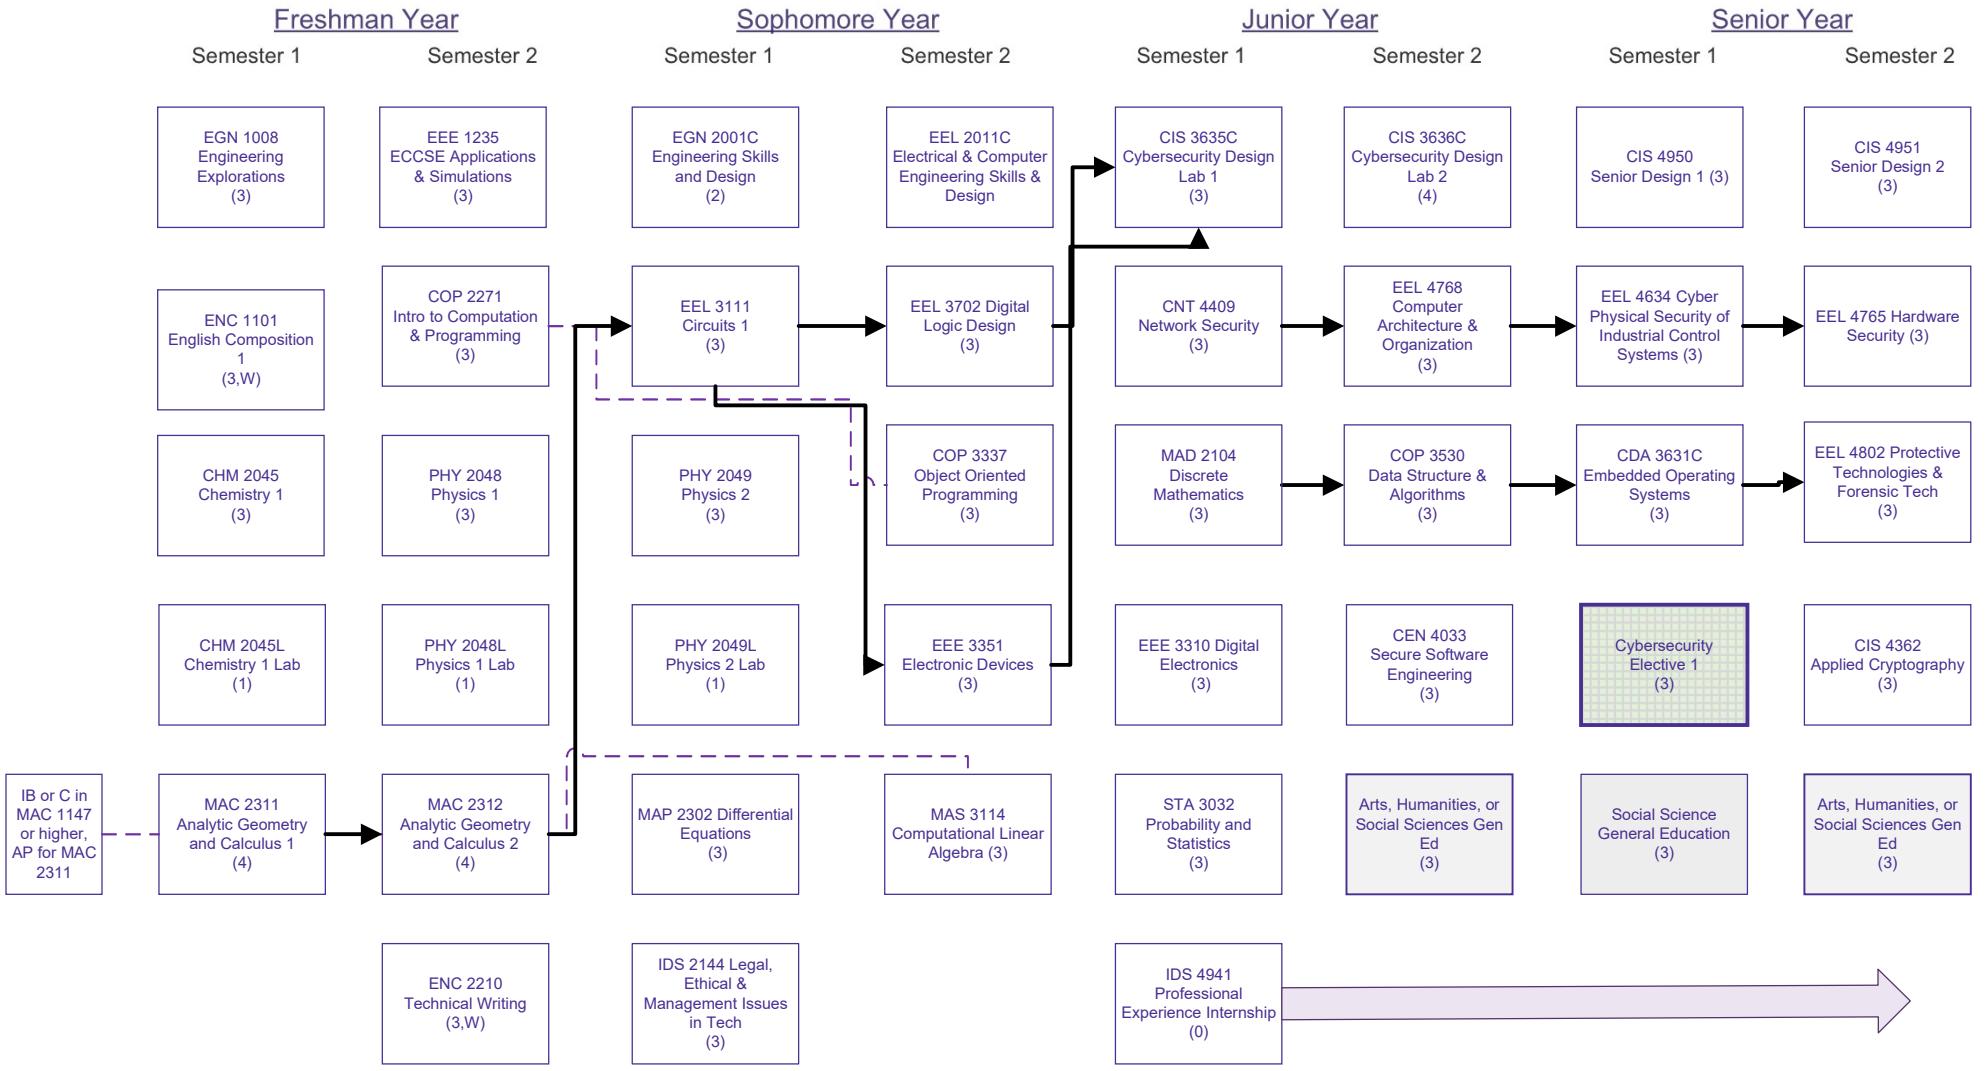 Freshman Year
Sophomore Year
Junior Year
Senior Year
Semester 1
Semester 2
Semester 1
Semester 2
Semester 1
Semester 2
Semester 1
Semester 2
EGN 1008
Engineering
Explorations
(3)
EEE 1235
ECCSE Applications
& Simulations
(3)
EGN 2001C
Engineering Skills
and Design
(2)
EEL 2011C
Electrical & Computer
Engineering Skills &
Design
CIS 3635C
Cybersecurity Design
Lab 1
(3)
CIS 3636C
Cybersecurity Design
Lab 2
(4)
CIS 4950
Senior Design 1 (3)
CIS 4951
Senior Design 2
(3)
ENC 1101
English Composition
1
(3,W)
COP 2271
Intro to Computation
& Programming
(3)
EEL 3111
Circuits 1
(3)
EEL 3702 Digital
Logic Design
(3)
CNT 4409
Network Security
(3)
EEL 4768
Computer
Architecture &
Organization
(3)
EEL 4634 Cyber
Physical Security of
Industrial Control
Systems (3)
EEL 4765 Hardware
Security (3)
CHM 2045
Chemistry 1
(3)
PHY 2048
Physics 1
(3)
PHY 2049
Physics 2
(3)
COP 3337
Object Oriented
Programming
(3)
MAD 2104
Discrete
Mathematics
(3)
COP 3530
Data Structure &
Algorithms
(3)
CDA 3631C
Embedded Operating
Systems
(3)
EEL 4802 Protective
Technologies &
Forensic Tech
(3)
CHM 2045L
Chemistry 1 Lab
(1)
PHY 2048L
Physics 1 Lab
(1)
PHY 2049L
Physics 2 Lab
(1)
EEE 3351
Electronic Devices
(3)
EEE 3310 Digital
Electronics
(3)
CEN 4033
Secure Software
Engineering
(3)
Cybersecurity
Elective 1
(3)
CIS 4362
Applied Cryptography
(3)
IB or C in
MAC 1147
or higher,
AP for MAC
2311
MAC 2311
Analytic Geometry
and Calculus 1
(4)
MAC 2312
Analytic Geometry
and Calculus 2
(4)
MAP 2302 Differential
Equations
(3)
MAS 3114
Computational Linear
Algebra (3)
STA 3032
Probability and
Statistics
(3)
Arts, Humanities, or
Social Sciences Gen
Ed
(3)
Social Science
General Education
(3)
Arts, Humanities, or
Social Sciences Gen
Ed
(3)
ENC 2210
Technical Writing
(3,W)
IDS 2144 Legal,
Ethical &
Management Issues
in Tech
(3)
IDS 4941
Professional
Experience Internship
(0)